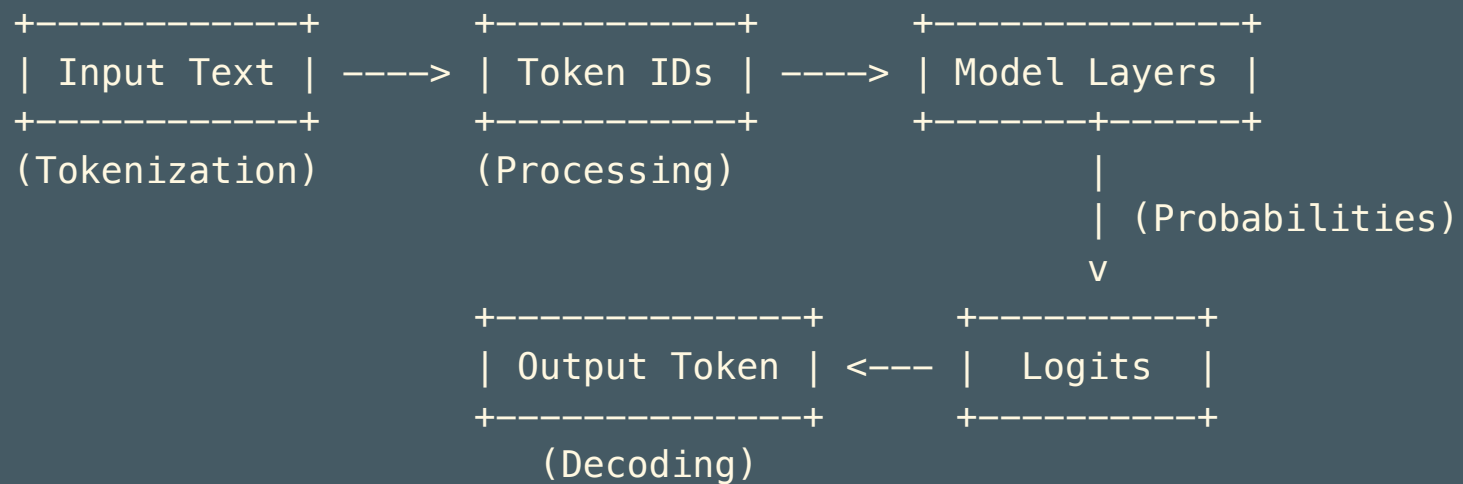 +------------+       +-----------+       +--------------+
| Input Text | ----> | Token IDs | ----> | Model Layers |
+------------+       +-----------+       +-------+------+
(Tokenization)       (Processing)                |
                                                 | (Probabilities)
                                                 v
                     +--------------+      +----------+
                     | Output Token | <--- |  Logits  |
                     +--------------+      +----------+
                        (Decoding)